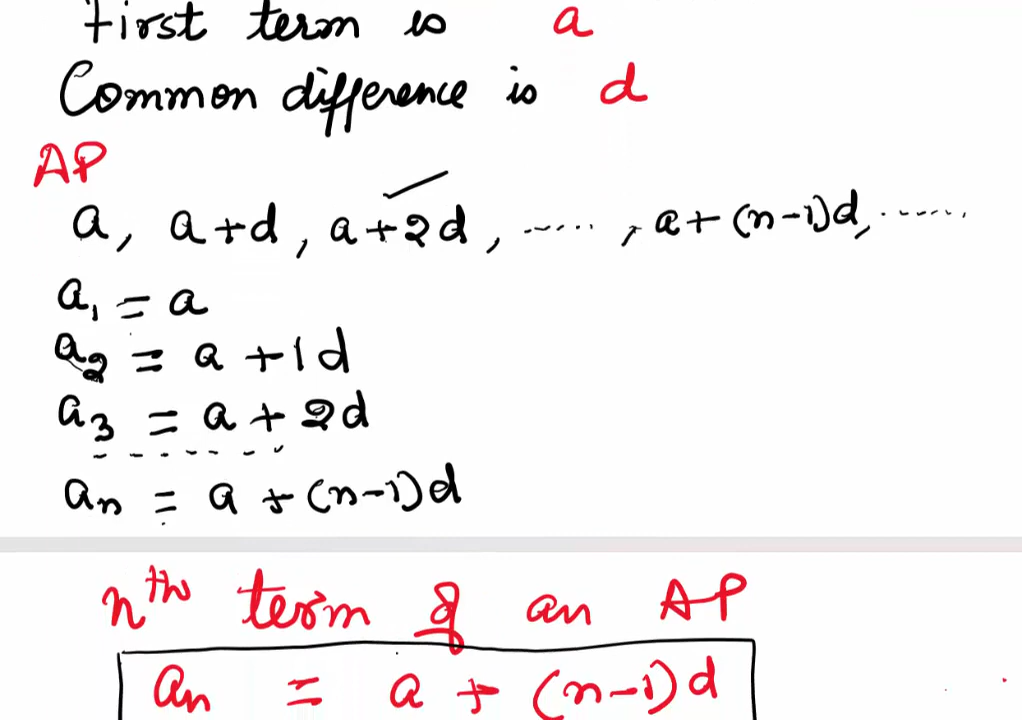 First term is a
Common difference is d
AP
a, a+d, a+2d, ......, a+(n-1)d, ......
a₁ = a
a₂ = a+1d
a₃ = a+2d
-------
aₙ = a+(n-1)d
nᵗʰ term of an AP
aₙ = a+(n-1)d